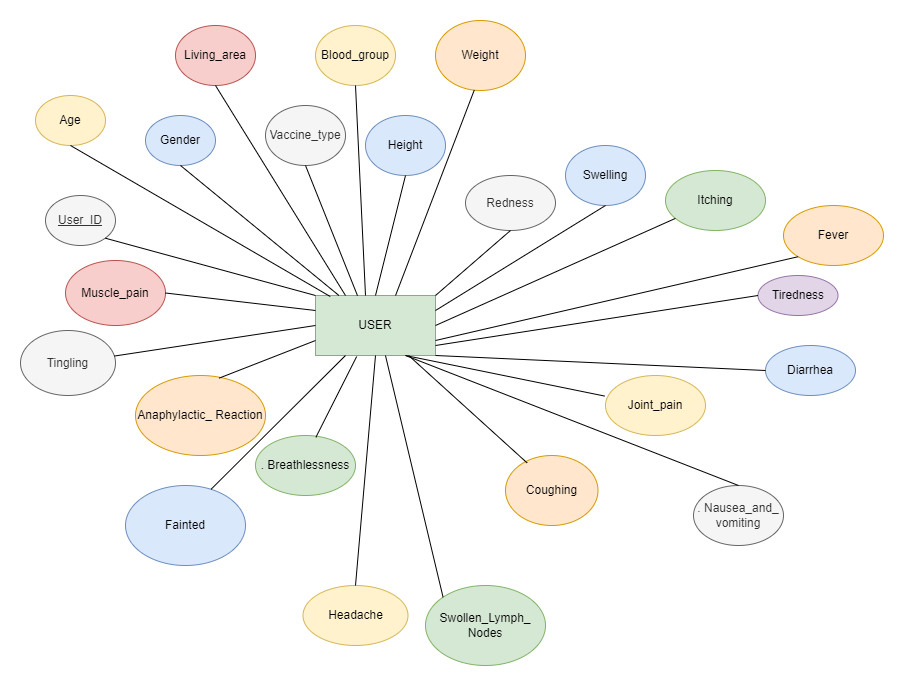 Living_area
Blood_group
Weight
Age
Gender
Vaccine_type
Height
Swelling
Itching
Redness
User_ID
Fever
Muscle_pain
Tiredness
USER
Tingling
Diarrhea
Anaphylactic_ Reaction
Joint_pain
. Breathlessness
Coughing
. Nausea_and_
vomiting
Fainted
Headache
Swollen_Lymph_
Nodes